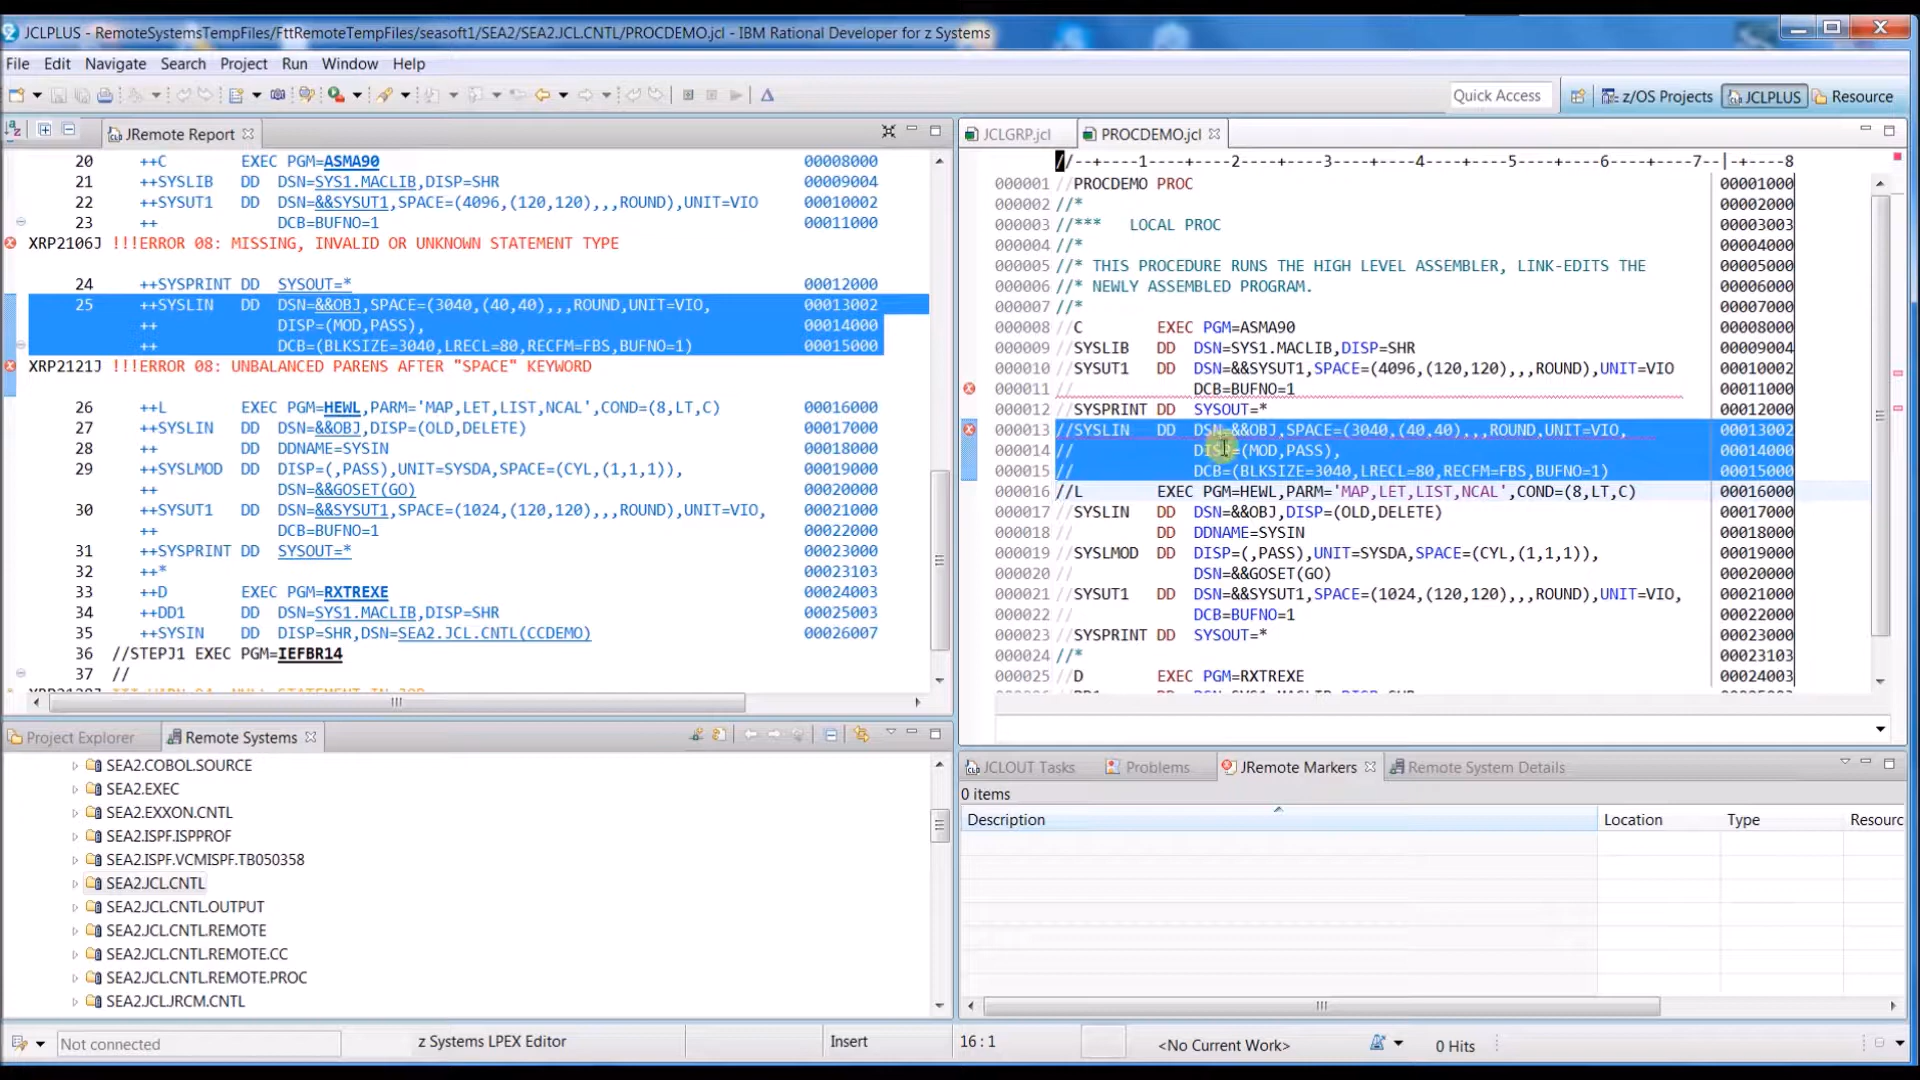 JCLPLUS - RemoteSystemsTempFiles/FttRemoteTempFiles/seasoft1/SEA2/SEA2.JCL.CNTL/PROCDEMO.jcl - IBM Rational Developer for z Systems
File Edit Navigate Search Project Run Window Help
Quick Access z/OS Projects JCLPLUS Resource
JRemote Report
20 ++C EXEC PGM=ASMA90 00008000
21 ++SYSLIB DD DSN=SYS1.MACLIB,DISP=SHR 00009004
22 ++SYSUT1 DD DSN=&&SYSUT1,SPACE=(4096,(120,120),,,ROUND),UNIT=VIO 00010002
23 ++ DCB=BUFNO=1 00011000
XRP2106J !!!ERROR 08: MISSING, INVALID OR UNKNOWN STATEMENT TYPE
24 ++SYSPRINT DD SYSOUT=* 00012000
25 ++SYSLIN DD DSN=&&OBJ,SPACE=(3040,(40,40),,,ROUND,UNIT=VIO, 00013002
++ DISP=(MOD,PASS), 00014000
++ DCB=(BLKSIZE=3040,LRECL=80,RECFM=FBS,BUFNO=1) 00015000
XRP2121J !!!ERROR 08: UNBALANCED PARENS AFTER "SPACE" KEYWORD
26 ++L EXEC PGM=HEWL,PARM='MAP,LET,LIST,NCAL',COND=(8,LT,C) 00016000
27 ++SYSLIN DD DSN=&&OBJ,DISP=(OLD,DELETE) 00017000
28 ++ DD DDNAME=SYSIN 00018000
29 ++SYSLMOD DD DISP=(,PASS),UNIT=SYSDA,SPACE=(CYL,(1,1,1)), 00019000
++ DSN=&&GOSET(GO) 00020000
30 ++SYSUT1 DD DSN=&&SYSUT1,SPACE=(1024,(120,120),,,ROUND),UNIT=VIO, 00021000
++ DCB=BUFNO=1 00022000
31 ++SYSPRINT DD SYSOUT=* 00023000
32 ++* 00023103
33 ++D EXEC PGM=RXTREXE 00024003
34 ++DD1 DD DSN=SYS1.MACLIB,DISP=SHR 00025003
35 ++SYSIN DD DISP=SHR,DSN=SEA2.JCL.CNTL(CCDEMO) 00026007
36 //STEPJ1 EXEC PGM=IEFBR14
37 //
JCLGRP.jcl PROCDEMO.jcl
//--+----1----+----2----+----3----+----4----+----5----+----6----+----7--|-+----8
000001 //PROCDEMO PROC 00001000
000002 //* 00002000
000003 //*** LOCAL PROC 00003003
000004 //* 00004000
000005 //* THIS PROCEDURE RUNS THE HIGH LEVEL ASSEMBLER, LINK-EDITS THE 00005000
000006 //* NEWLY ASSEMBLED PROGRAM. 00006000
000007 //* 00007000
000008 //C EXEC PGM=ASMA90 00008000
000009 //SYSLIB DD DSN=SYS1.MACLIB,DISP=SHR 00009004
000010 //SYSUT1 DD DSN=&&SYSUT1,SPACE=(4096,(120,120),,,ROUND),UNIT=VIO 00010002
000011 // DCB=BUFNO=1 00011000
000012 //SYSPRINT DD SYSOUT=* 00012000
000013 //SYSLIN DD DSN=&&OBJ,SPACE=(3040,(40,40),,,ROUND,UNIT=VIO, 00013002
000014 // DISP=(MOD,PASS), 00014000
000015 // DCB=(BLKSIZE=3040,LRECL=80,RECFM=FBS,BUFNO=1) 00015000
000016 //L EXEC PGM=HEWL,PARM='MAP,LET,LIST,NCAL',COND=(8,LT,C) 00016000
000017 //SYSLIN DD DSN=&&OBJ,DISP=(OLD,DELETE) 00017000
000018 // DD DDNAME=SYSIN 00018000
000019 //SYSLMOD DD DISP=(,PASS),UNIT=SYSDA,SPACE=(CYL,(1,1,1)), 00019000
000020 // DSN=&&GOSET(GO) 00020000
000021 //SYSUT1 DD DSN=&&SYSUT1,SPACE=(1024,(120,120),,,ROUND),UNIT=VIO, 00021000
000022 // DCB=BUFNO=1 00022000
000023 //SYSPRINT DD SYSOUT=* 00023000
000024 //* 00023103
000025 //D EXEC PGM=RXTREXE 00024003
Project Explorer Remote Systems
SEA2.COBOL.SOURCE
SEA2.EXEC
SEA2.EXXON.CNTL
SEA2.ISPF.ISPPROF
SEA2.ISPF.VCMISPF.TB050358
SEA2.JCL.CNTL
SEA2.JCL.CNTL.OUTPUT
SEA2.JCL.CNTL.REMOTE
SEA2.JCL.CNTL.REMOTE.CC
SEA2.JCL.CNTL.REMOTE.PROC
SEA2.JCL.JRCM.CNTL
JCLOUT Tasks Problems JRemote Markers Remote System Details
0 items
Description Location Type Resourc
Not connected z Systems LPEX Editor Insert 16 : 1 <No Current Work> 0 Hits